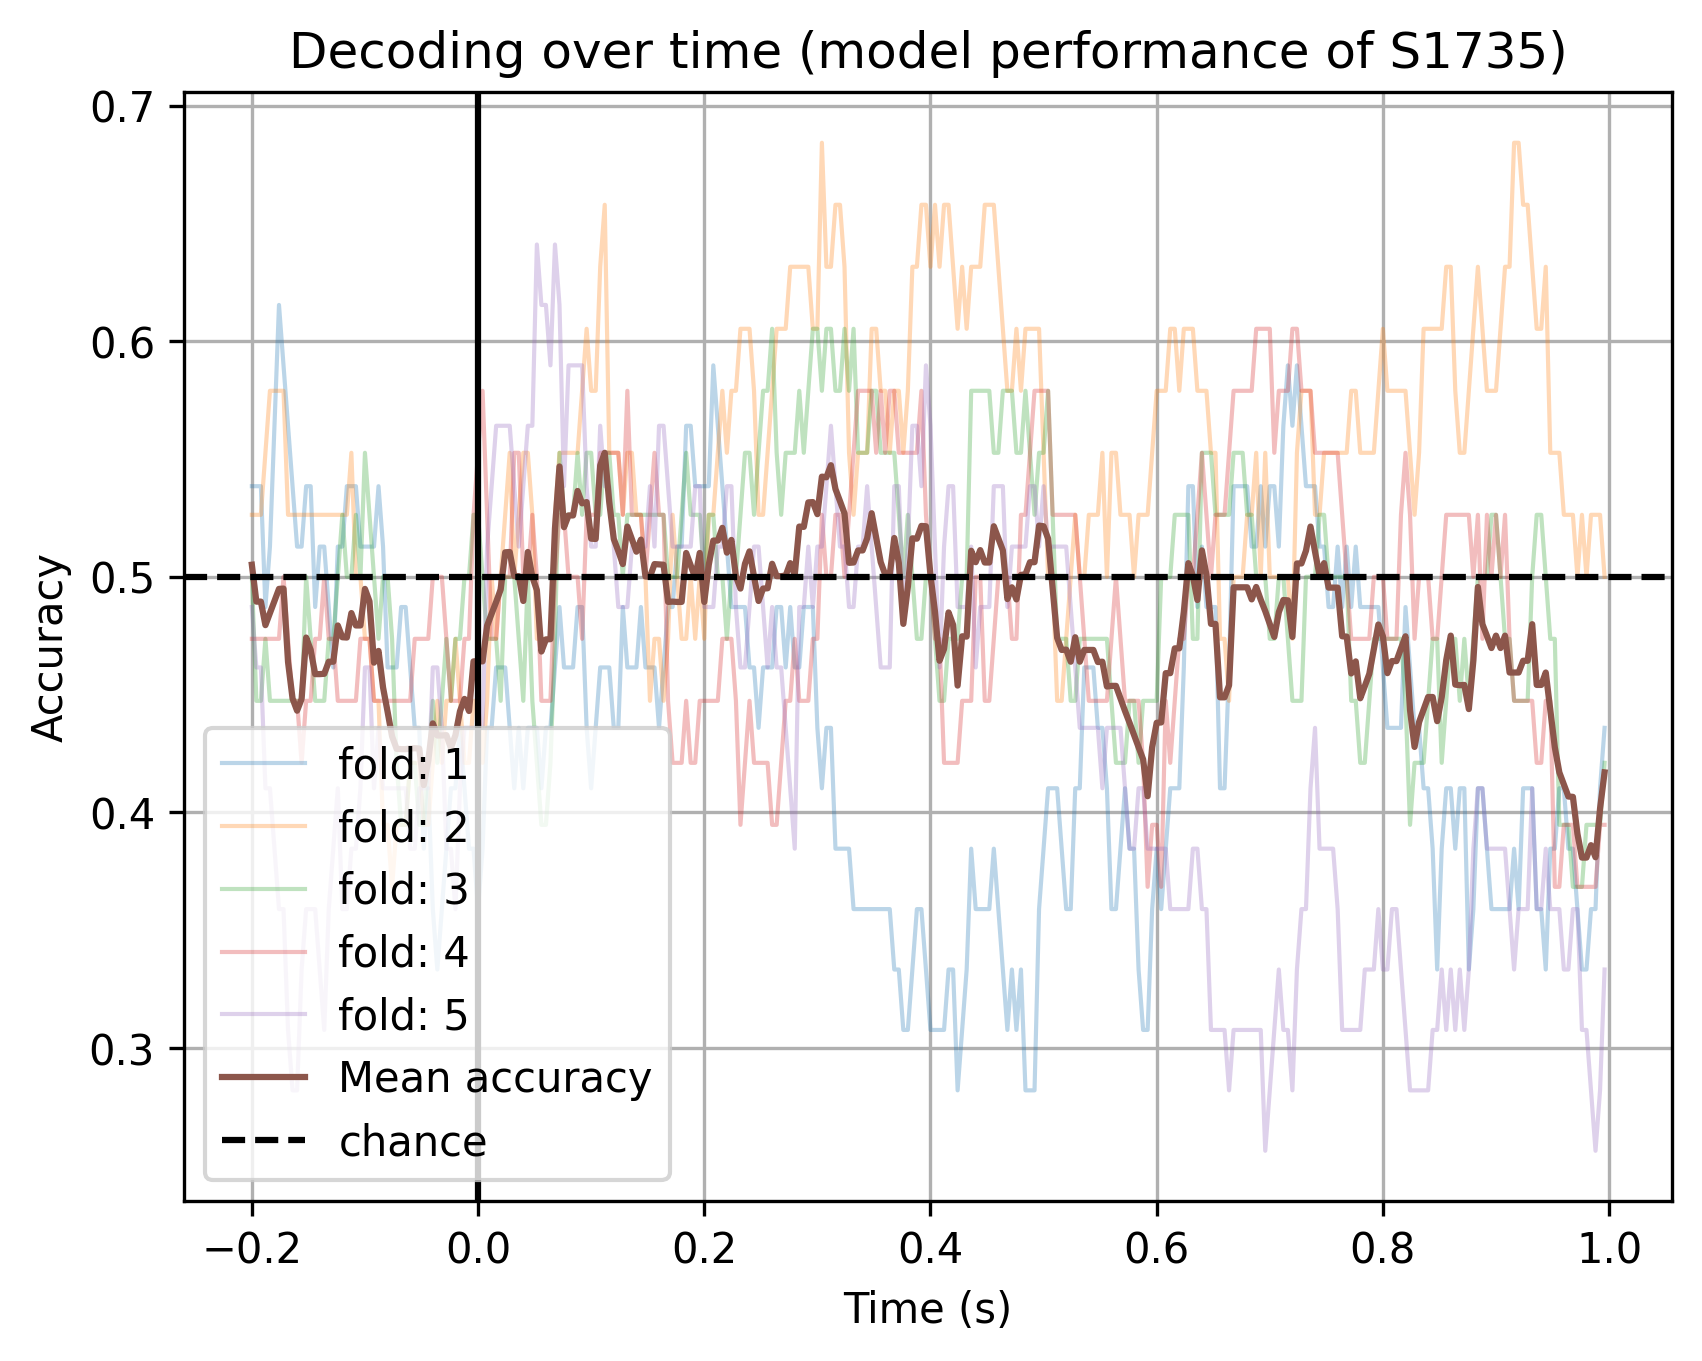 Decoding over time (model performance of S1735)
0.7
0.6
0.5
0.4
0.3
Accuracy
fold: 1
fold: 2
fold: 3
fold: 4
fold: 5
Mean accuracy
chance
−0.2 0.0 0.2 0.4 0.6 0.8 1.0
Time (s)